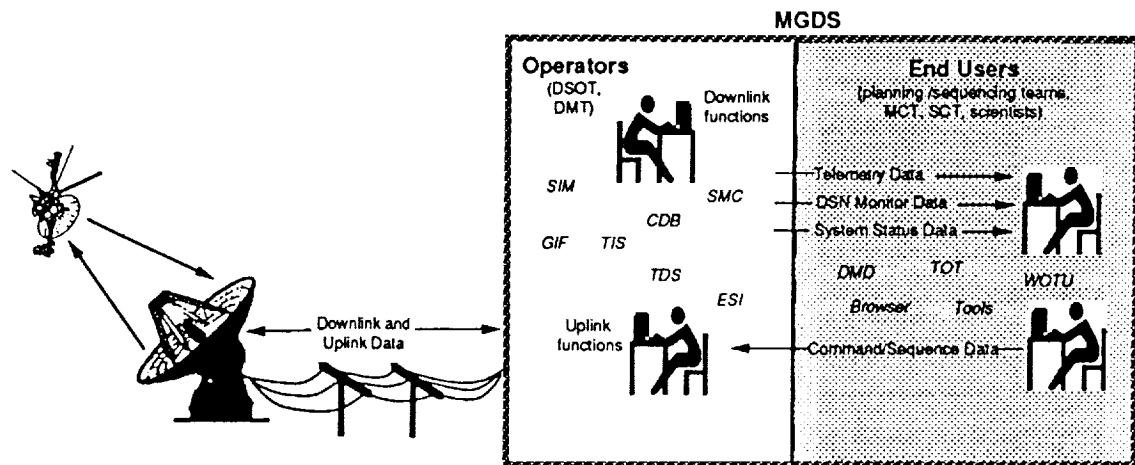 MGDS
Operators
(DSOT,
DMT)
Downlink
functions
SIM
SMC
CDB
GIF TIS
TDS
ESI
Uplink
functions
Downlink and
Uplink Data
End Users
(planning /sequencing teams,
MCT, SCT, scientists)
Telemetry Data
DSN Monitor Data
System Status Data
DMD TOT WOTU
Browser Tools
Command/Sequence Data